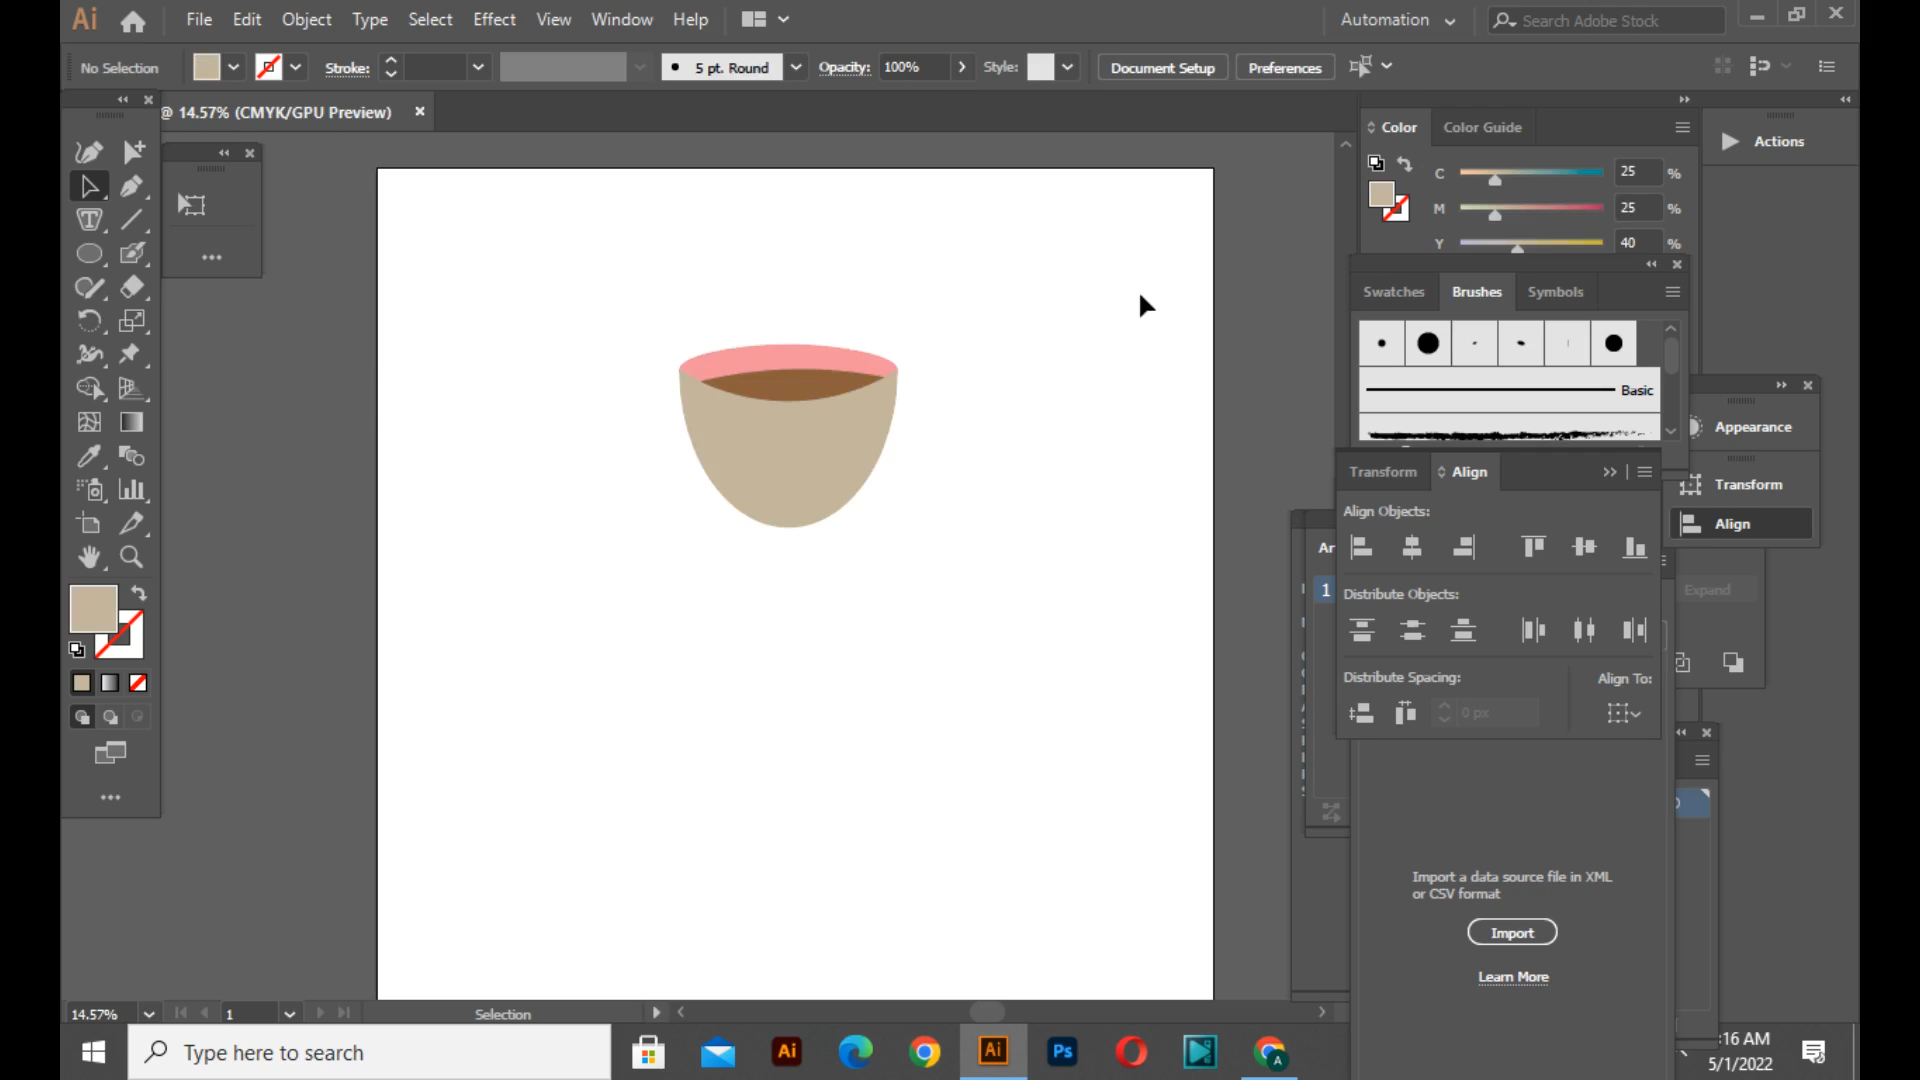 Ai File Edit Object Type Select Effect View Window Help Automation Search Adobe Stock
No Selection Stroke: 5 pt. Round Opacity: 100% Style: Document Setup Preferences
@ 14.57% (CMYK/GPU Preview)
Color Color Guide
Actions
C 25 %
M 25 %
Y 40 %
Swatches Brushes Symbols
Basic
Appearance
Transform Align
Transform
Align
Align Objects:
Ar
1
Expand
Distribute Objects:
Distribute Spacing: Align To:
0 px
Import a data source file in XML
or CSV format
Import
Learn More
14.57% 1 Selection
Type here to search
Ai Ai Ps A
:16 AM
5/1/2022